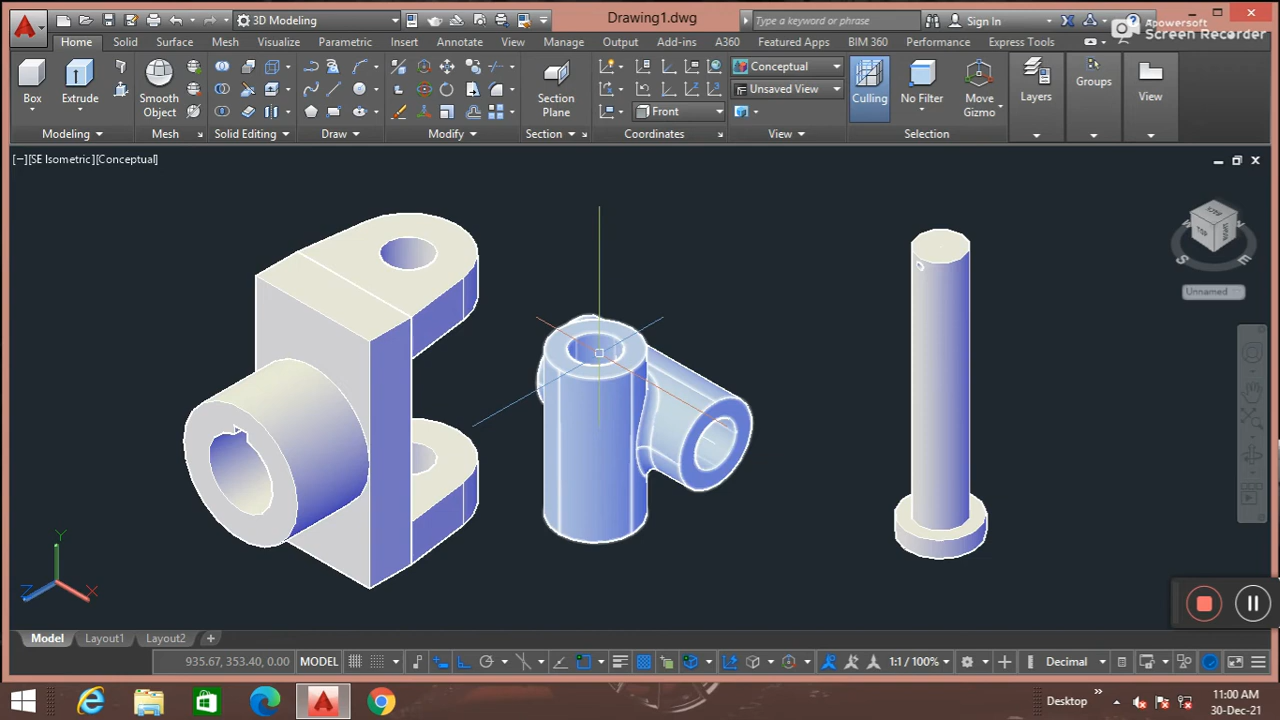 3D Modeling
Drawing1.dwg
Type a keyword or phrase
Sign In
Apowersoft
Screen Recorder
Home Solid Surface Mesh Visualize Parametric Insert Annotate View Manage Output Add-ins A360 Featured Apps BIM 360 Performance Express Tools
Box
Extrude
Smooth
Object
Section
Plane
Front
Conceptual
Unsaved View
Culling
No Filter
Move
Gizmo
Layers
Groups
View
Modeling
Mesh
Solid Editing
Draw
Modify
Section
Coordinates
View
Selection
[−][SE Isometric][Conceptual]
TOP
S
E
Unnamed
Y
Z
X
Model
Layout1
Layout2
935.67, 353.40, 0.00
MODEL
1:1 / 100%
Decimal
Desktop
11:00 AM
30-Dec-21